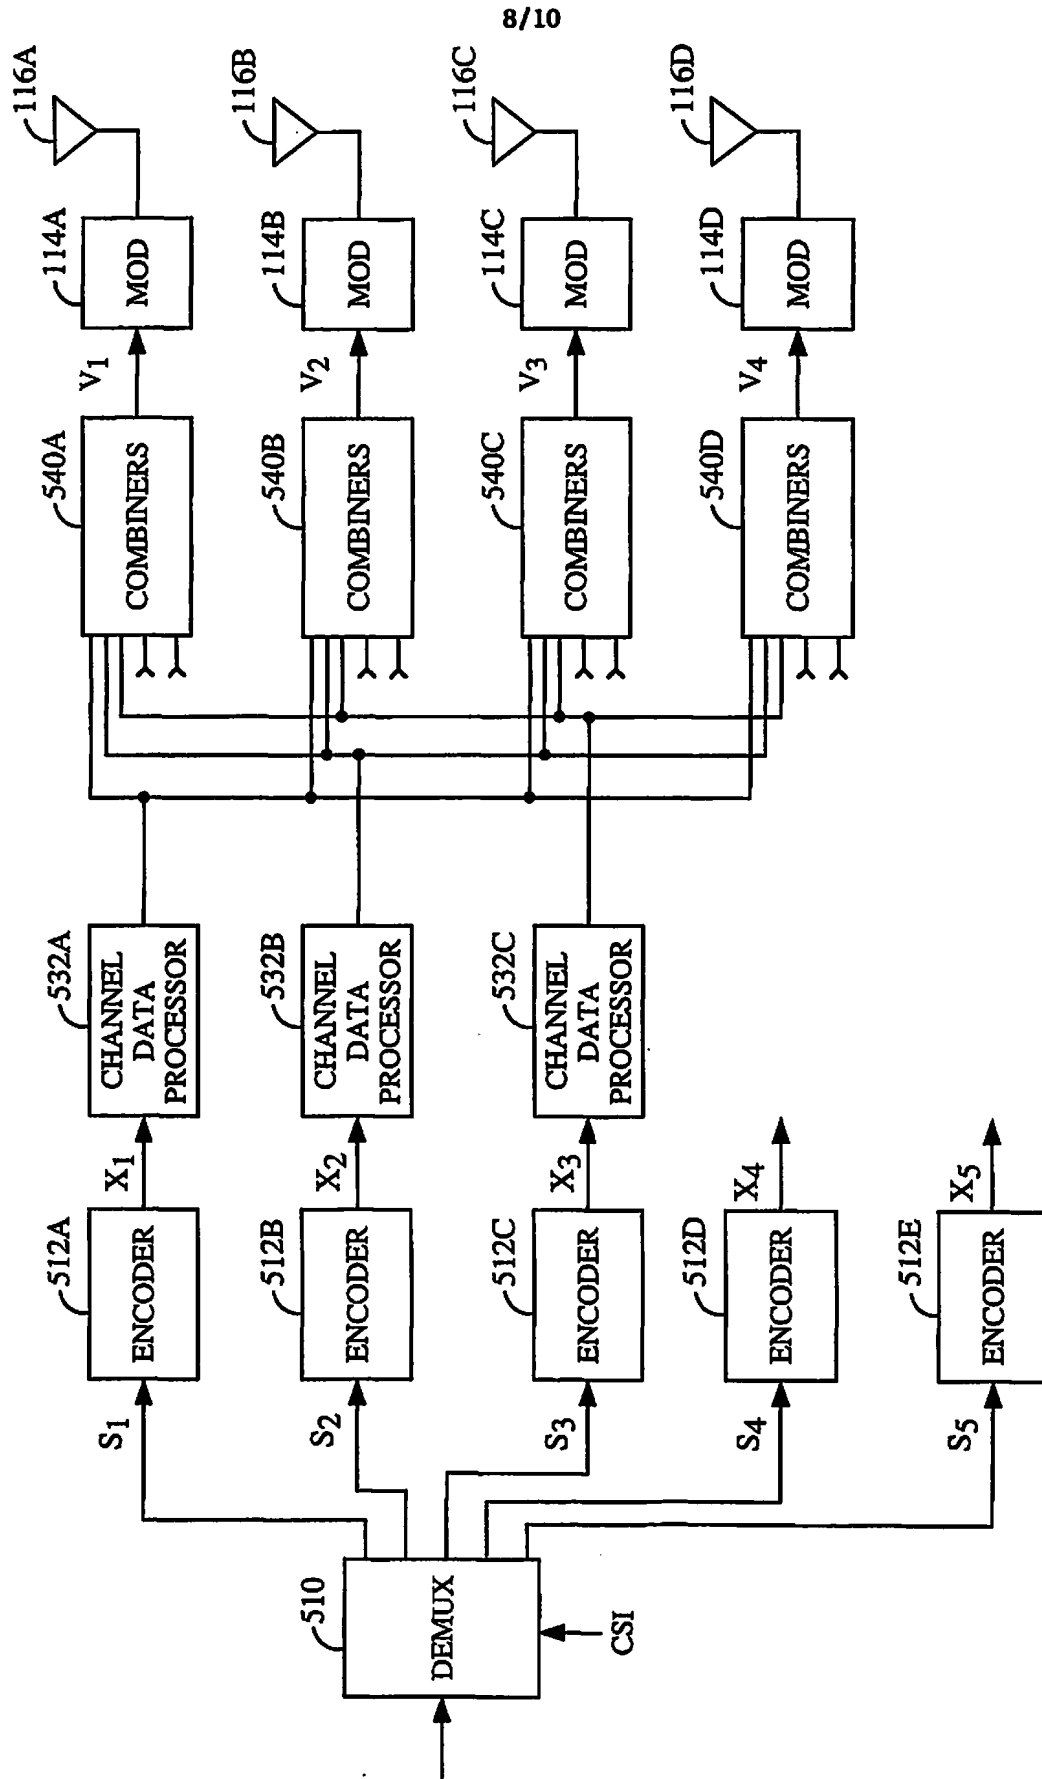 8/10
510
DEMUX
CSI
S1
S2
S3
S4
S5
512A
ENCODER
512B
ENCODER
512C
ENCODER
512D
ENCODER
512E
ENCODER
X1
X2
X3
X4
X5
532A
CHANNEL
DATA
PROCESSOR
532B
CHANNEL
DATA
PROCESSOR
532C
CHANNEL
DATA
PROCESSOR
540A
COMBINERS
540B
COMBINERS
540C
COMBINERS
540D
COMBINERS
V1
V2
V3
V4
114A
MOD
114B
MOD
114C
MOD
114D
MOD
116A
116B
116C
116D